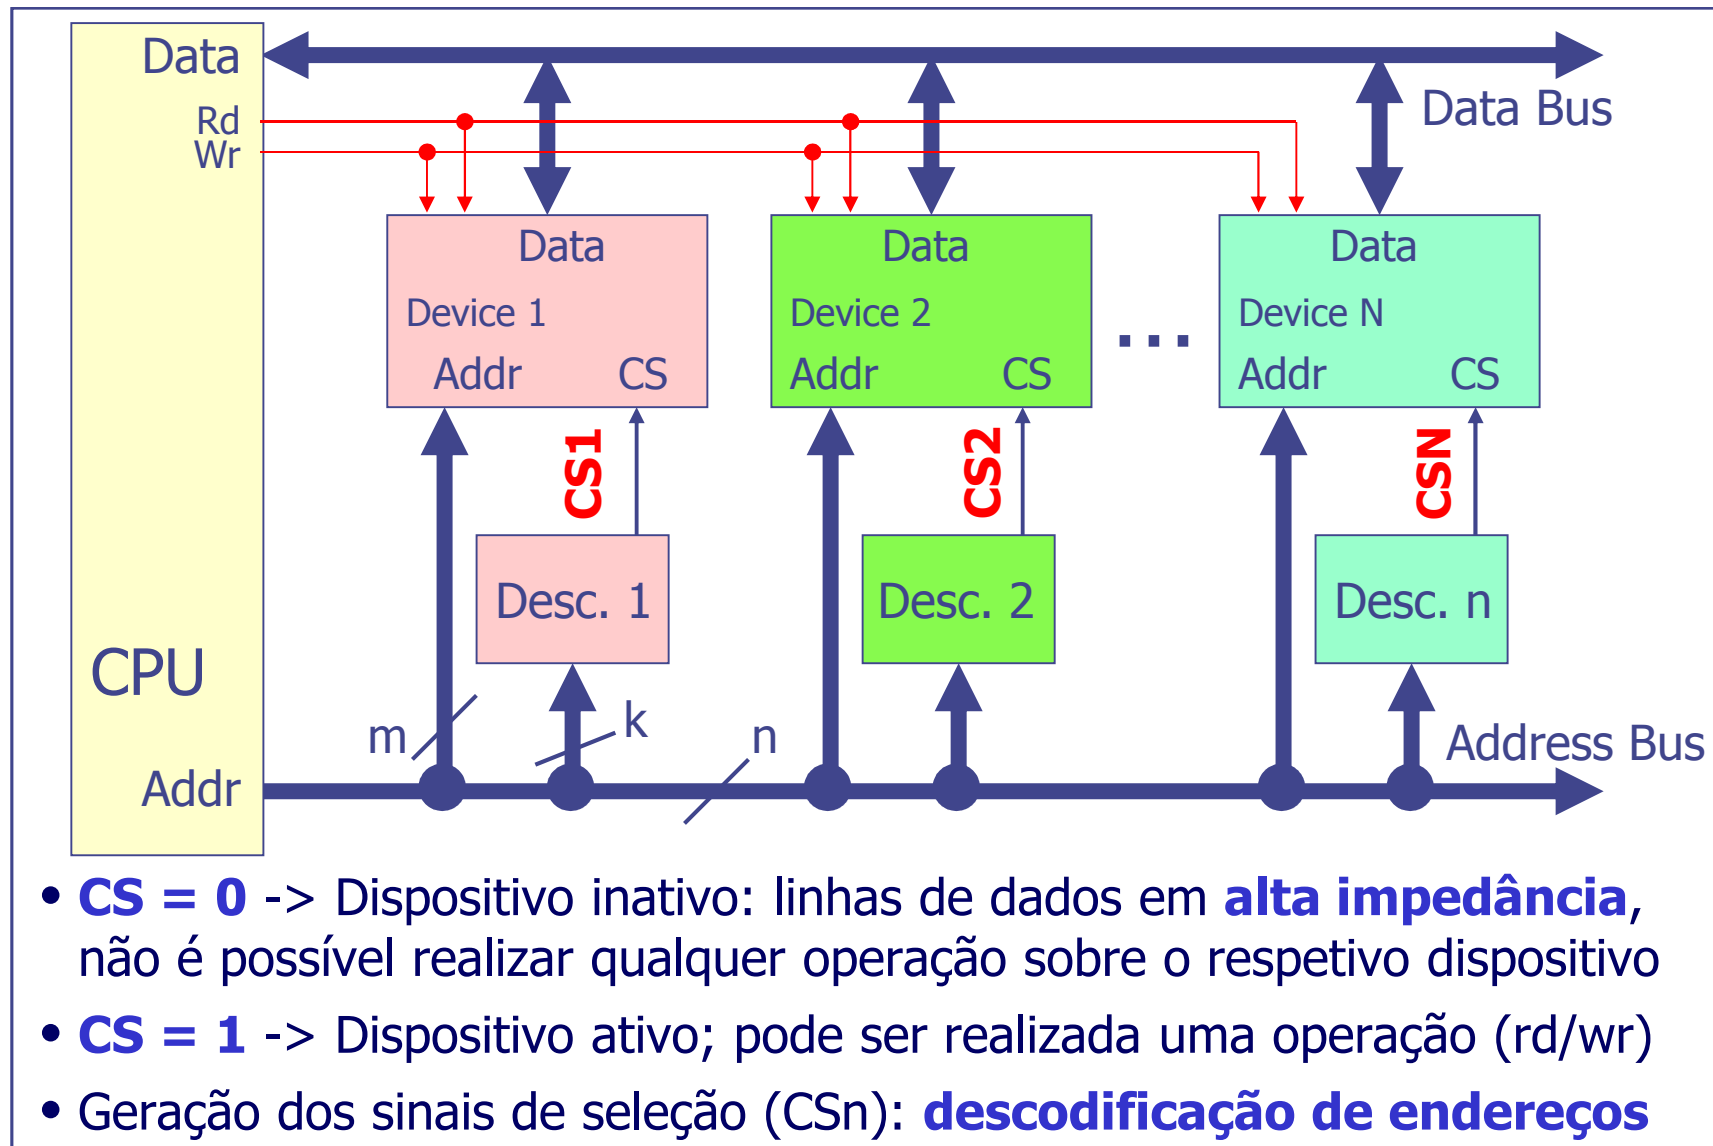 Data
Rd
Wr
Data Bus
Data
Data
Data
Device 1
Device 2
Device N
...
Addr CS
Addr CS
Addr CS
CS1
CS2
CSN
Desc. 1
Desc. 2
Desc. n
CPU
m
k
n
Address Bus
Addr
• CS = 0 -> Dispositivo inativo: linhas de dados em alta impedância,
não é possível realizar qualquer operação sobre o respetivo dispositivo
• CS = 1 -> Dispositivo ativo; pode ser realizada uma operação (rd/wr)
• Geração dos sinais de seleção (CSn): descodificação de endereços